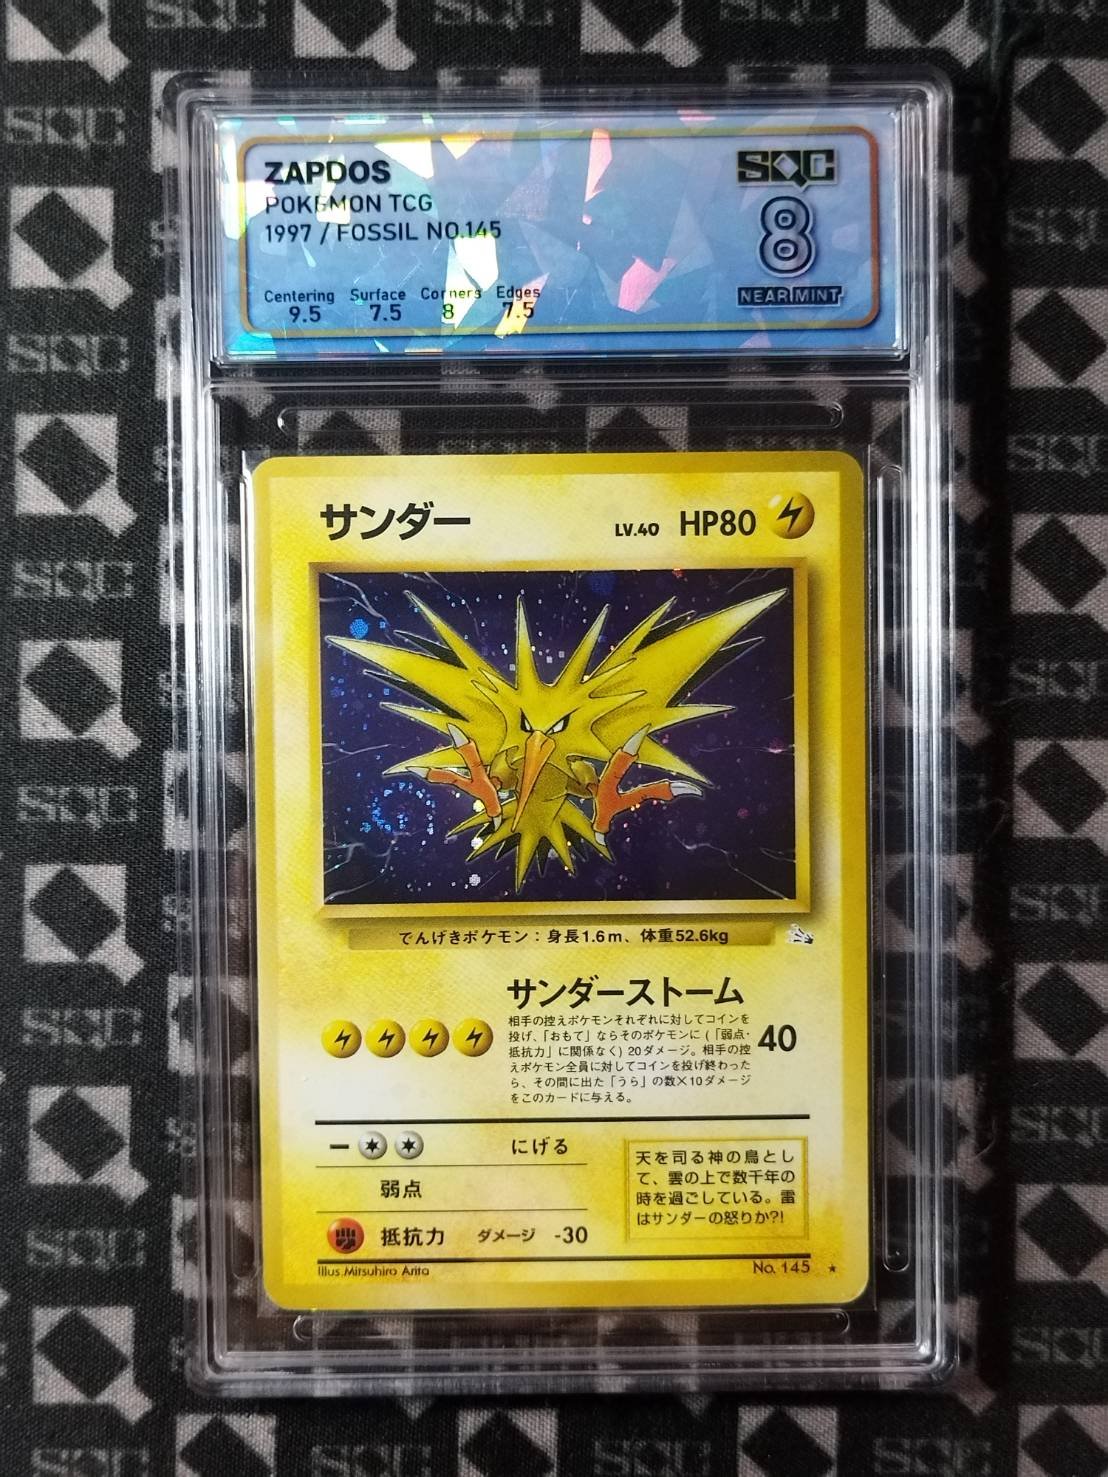 ZAPDOS
POKEMON TCG
1997 / FOSSIL NO.145
Centering Surface Corners Edges
9.5 7.5 8 7.5
SQC
8
NEAR MINT
サンダー LV.40 HP80
でんげきポケモン：身長1.6m、体重52.6kg
サンダーストーム
相手の控えポケモンそれぞれに対してコインを
投げ、「おもて」ならそのポケモンに（「弱点・
抵抗力」に関係なく）20ダメージ。相手の控
えポケモン全員に対してコインを投げ終わった
ら、その間に出た「うら」の数×10ダメージ
をこのカードに与える。
40
にげる
弱点
抵抗力 ダメージ -30
天を司る神の鳥とし
て、雲の上で数千年の
時を過ごしている。雷
はサンダーの怒りか?!
Illus.Mitsuhiro Arita
No. 145